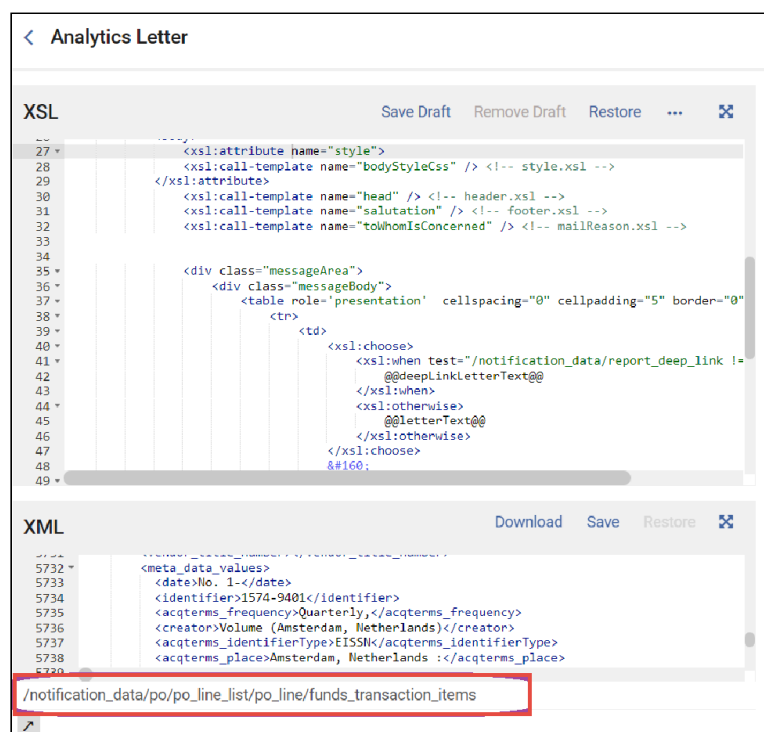 Analytics Letter
XSL
Save Draft Remove Draft Restore ...
27 <xsl:attribute name="style">
28 <xsl:call-template name="bodyStyleCss" /> <!-- style.xsl -->
29 </xsl:attribute>
30 <xsl:call-template name="head" /> <!-- header.xsl -->
31 <xsl:call-template name="salutation" /> <!-- footer.xsl -->
32 <xsl:call-template name="toWhomIsConcerned" /> <!-- mailReason.xsl -->
33
34
35 <div class="messageArea">
36 <div class="messageBody">
37 <table role='presentation' cellspacing="0" cellpadding="5" border="0"
38 <tr>
39 <td>
40 <xsl:choose>
41 <xsl:when test="/notification_data/report_deep_link !=
42 @@deepLinkLetterText@@
43 </xsl:when>
44 <xsl:otherwise>
45 @@letterText@@
46 </xsl:otherwise>
47 </xsl:choose>
48 &#160;
49
XML
Download Save Restore
5732 <meta_data_values>
5733 <date>No. 1-</date>
5734 <identifier>1574-9401</identifier>
5735 <acqterms_frequency>Quarterly,</acqterms_frequency>
5736 <creator>Volume (Amsterdam, Netherlands)</creator>
5737 <acqterms_identifierType>EISSN</acqterms_identifierType>
5738 <acqterms_place>Amsterdam, Netherlands :</acqterms_place>
/notification_data/po/po_line_list/po_line/funds_transaction_items